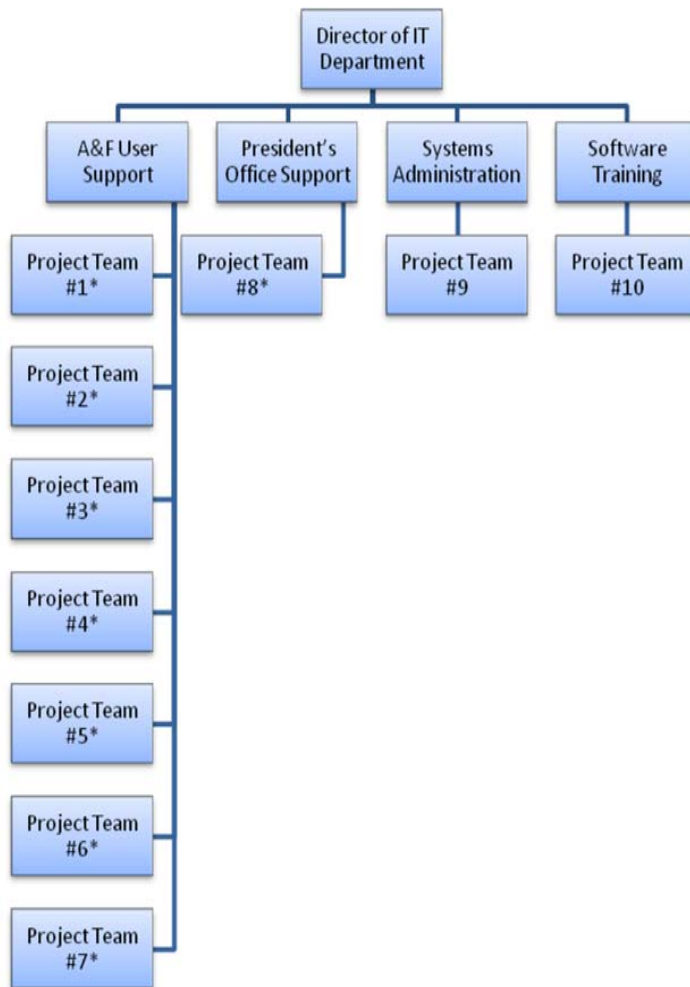 Director of IT
Department
A&F User
Support
President's
Office Support
Systems
Administration
Software
Training
Project Team
#1*
Project Team
#8*
Project Team
#9
Project Team
#10
Project Team
#2*
Project Team
#3*
Project Team
#4*
Project Team
#5*
Project Team
#6*
Project Team
#7*